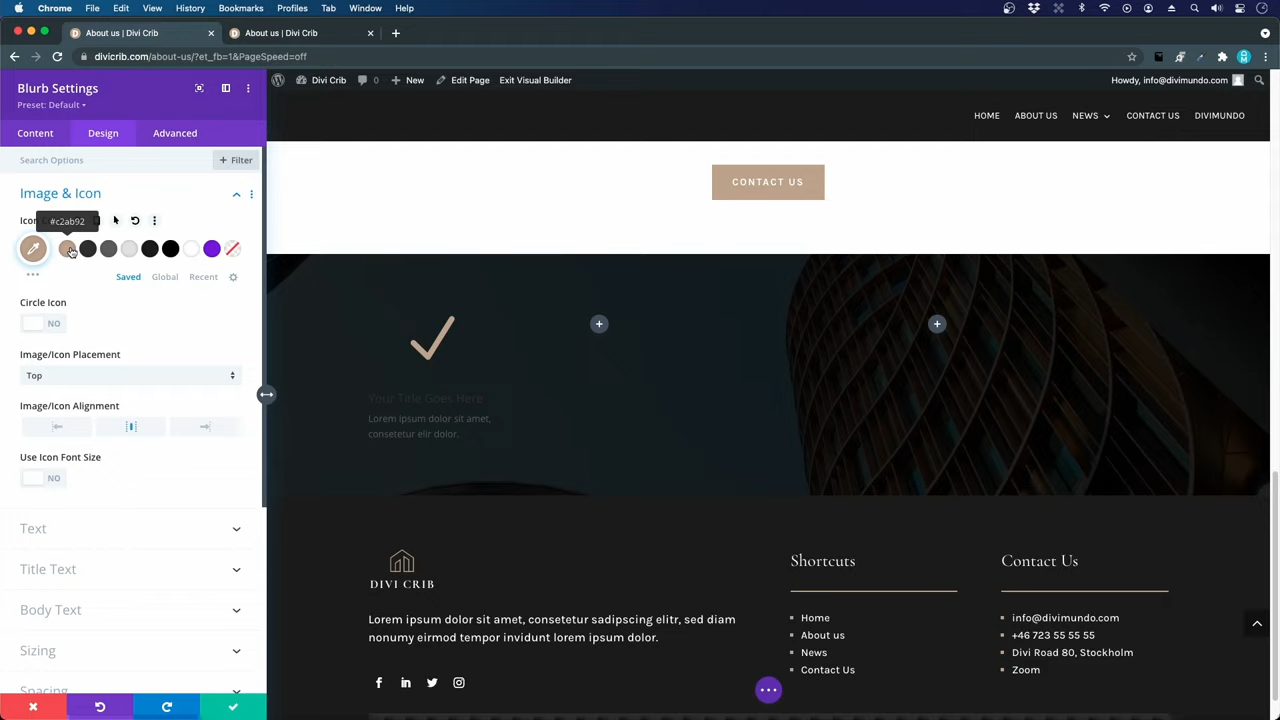 Chrome File Edit View History Bookmarks Profiles Tab Window Help
About us | Divi Crib
About us | Divi Crib
divicrib.com/about-us/?et_fb=1&PageSpeed=off
Blurb Settings
Preset: Default
Divi Crib 0 New Edit Page Exit Visual Builder
Howdy, info@divimundo.com
Content Design Advanced
HOME ABOUT US NEWS CONTACT US DIVIMUNDO
Search Options
+ Filter
Image & Icon
Icon
#c2ab92
CONTACT US
Saved Global Recent
Circle Icon
NO
Image/Icon Placement
Top
Image/Icon Alignment
Use Icon Font Size
NO
Your Title Goes Here
Lorem ipsum dolor sit amet,
consetetur elir dolor.
Text
Title Text
Body Text
Sizing
Spacing
DIVI CRIB
Lorem ipsum dolor sit amet, consetetur sadipscing elitr, sed diam
nonumy eirmod tempor invidunt lorem ipsum dolor.
Shortcuts
Home
About us
News
Contact Us
Contact Us
info@divimundo.com
+46 723 55 55 55
Divi Road 80, Stockholm
Zoom